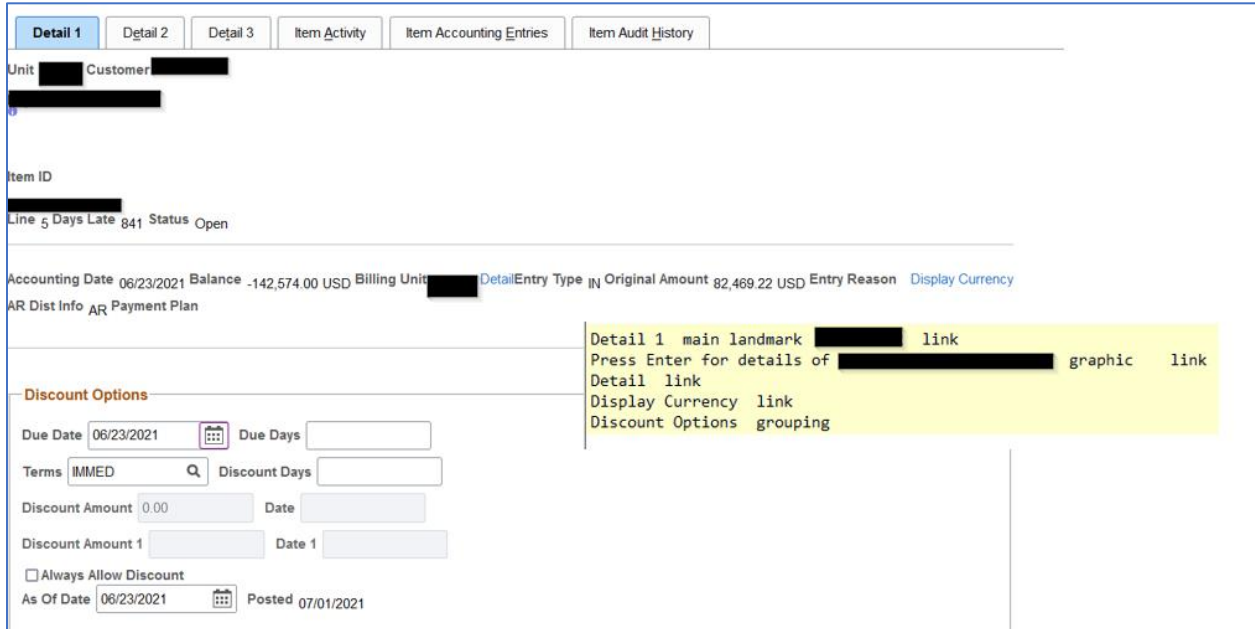 Detail 1 Detail 2 Detail 3 Item Activity Item Accounting Entries Item Audit History
Unit Customer
Item ID
Line 5 Days Late 841 Status Open
Accounting Date 06/23/2021 Balance -142,574.00 USD Billing Unit DetailEntry Type IN Original Amount 82,469.22 USD Entry Reason Display Currency
AR Dist Info AR Payment Plan
Detail 1 main landmark link
Press Enter for details of graphic link
Detail link
Display Currency link
Discount Options grouping
Discount Options
Due Date 06/23/2021 Due Days
Terms IMMED Discount Days
Discount Amount 0.00 Date
Discount Amount 1 Date 1
Always Allow Discount
As Of Date 06/23/2021 Posted 07/01/2021